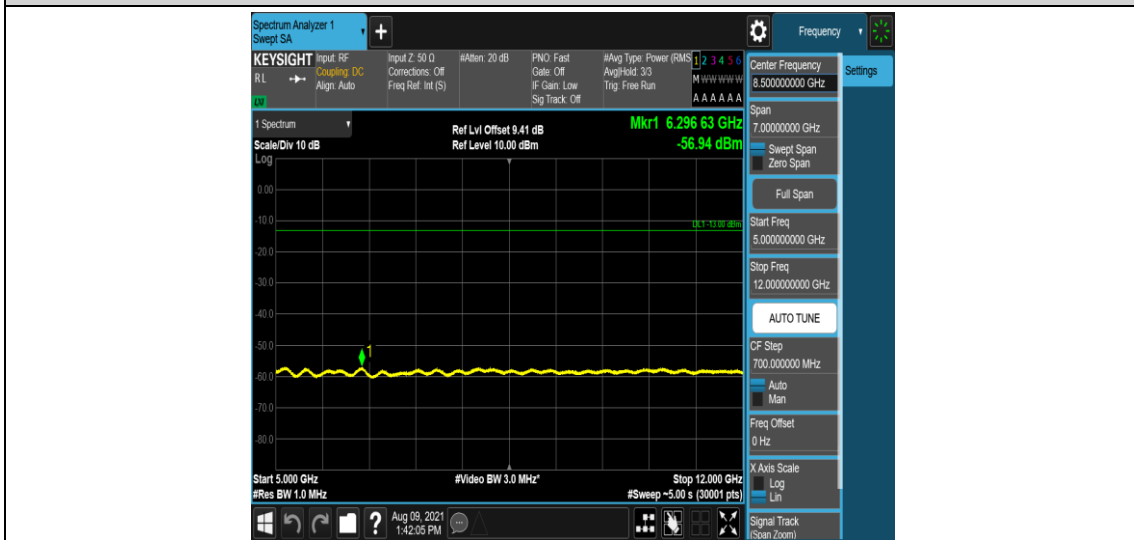 Spectrum Analyzer 1
Swept SA
+
Frequency
KEYSIGHT
RL
LXI
Input: RF
Coupling: DC
Align: Auto
Input Z: 50 Ω
Corrections: Off
Freq Ref: Int (S)
#Atten: 20 dB
PNO: Fast
Gate: Off
IF Gain: Low
Sig Track: Off
#Avg Type: Power (RMS
Avg|Hold: 3/3
Trig: Free Run
1 2 3 4 5 6
M W W W W W
A A A A A A
1 Spectrum
Scale/Div 10 dB
Ref Lvl Offset 9.41 dB
Ref Level 10.00 dBm
Mkr1 6.296 63 GHz
-56.94 dBm
Log
0.00
-10.0
DL1 -13.00 dBm
-20.0
-30.0
-40.0
-50.0
1
-60.0
-70.0
-80.0
Start 5.000 GHz
#Video BW 3.0 MHz*
Stop 12.000 GHz
#Res BW 1.0 MHz
#Sweep ~5.00 s (30001 pts)
Center Frequency
8.500000000 GHz
Settings
Span
7.00000000 GHz
Swept Span
Zero Span
Full Span
Start Freq
5.000000000 GHz
Stop Freq
12.000000000 GHz
AUTO TUNE
CF Step
700.000000 MHz
Auto
Man
Freq Offset
0 Hz
X Axis Scale
Log
Lin
Signal Track
(Span Zoom)
?
Aug 09, 2021
1:42:05 PM